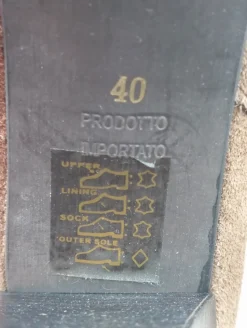 40
PRODOTTO
IMPORTATO
UPPER
LINING
SOCK
OUTER SOLE